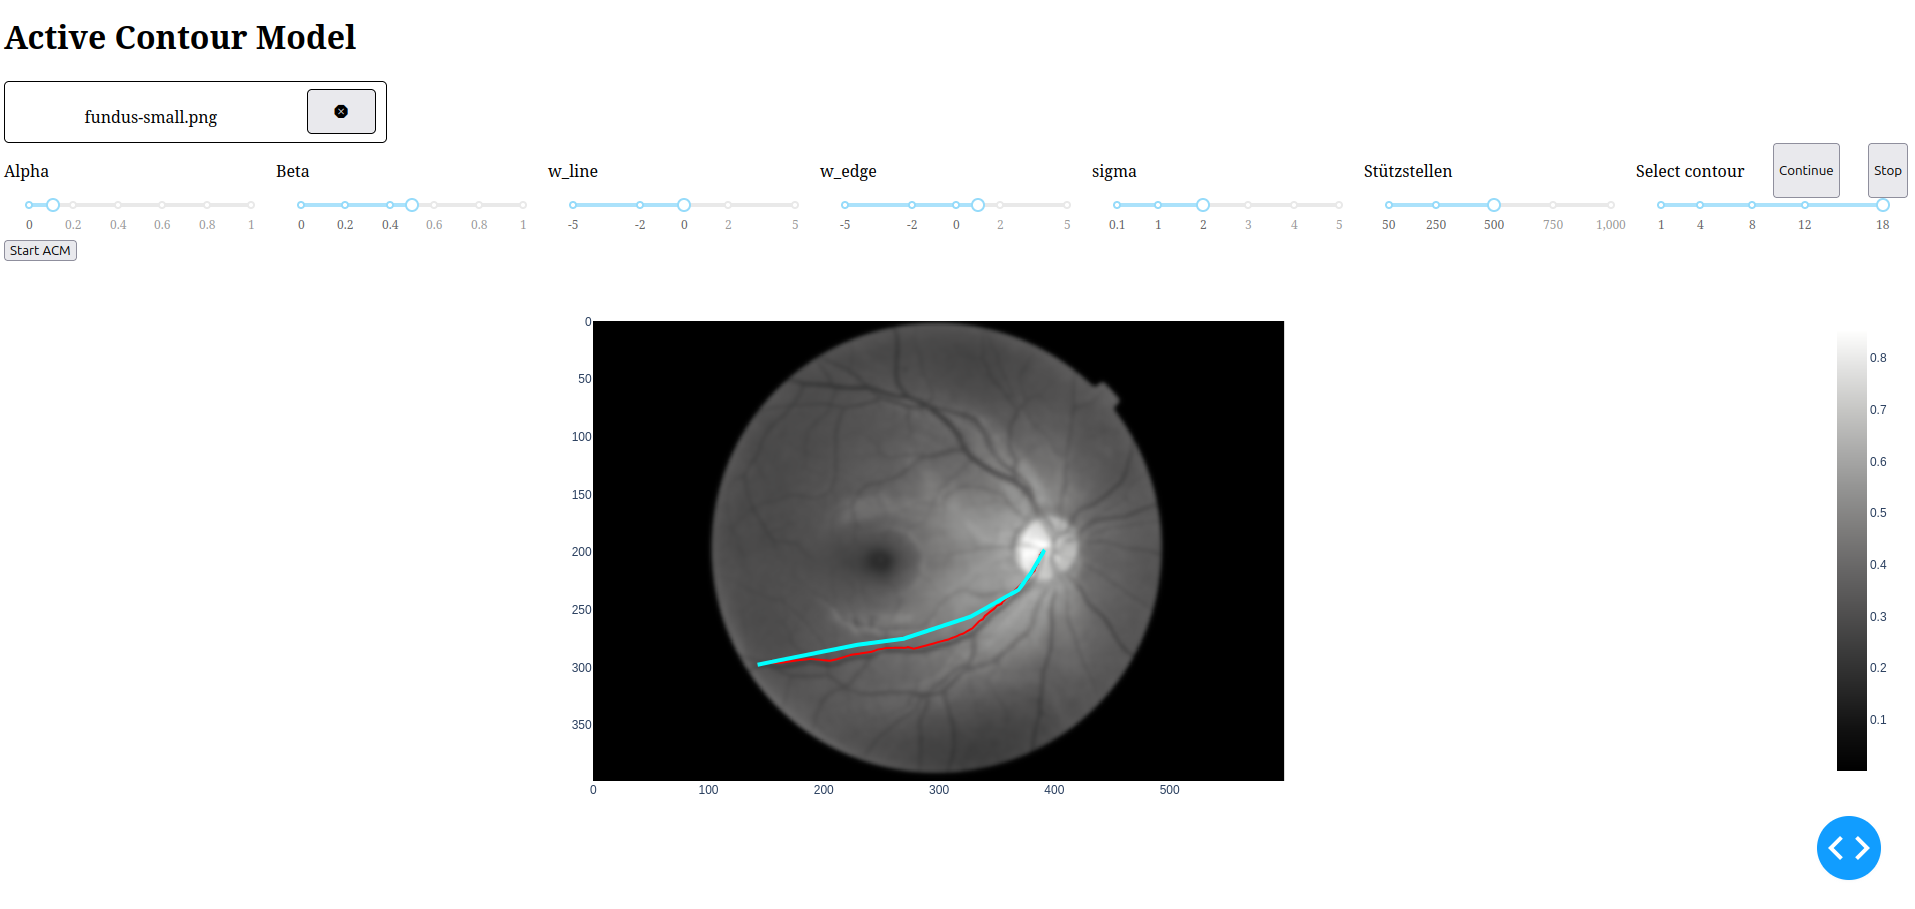 Active Contour Model
fundus-small.png
Alpha Beta w_line w_edge sigma Stützstellen Select contour Continue Stop
0 0.2 0.4 0.6 0.8 1 0 0.2 0.4 0.6 0.8 1 -5 -2 0 2 5 -5 -2 0 2 5 0.1 1 2 3 4 5 50 250 500 750 1,000 1 4 8 12 18
Start ACM
0
50
100
150
200
250
300
350
0 100 200 300 400 500
0.8
0.7
0.6
0.5
0.4
0.3
0.2
0.1